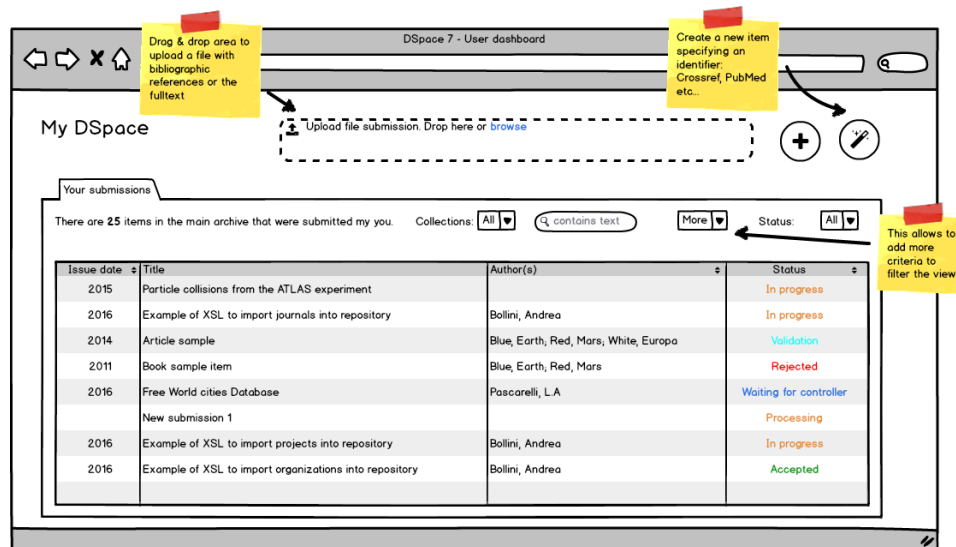 DSpace 7 - User dashboard
Drag & drop area to
upload a file with
bibliographic
references or the
fulltext
Create a new item
specifying an
identifier:
Crossref, PubMed
etc...
My DSpace
Upload file submission. Drop here or browse
Your submissions
There are 25 items in the main archive that were submitted my you. Collections: All contains text More Status: All
This allows to
add more
criteria to
filter the view
Issue date Title Author(s) Status
2015 Particle collisions from the ATLAS experiment In progress
2016 Example of XSL to import journals into repository Bollini, Andrea In progress
2014 Article sample Blue, Earth; Red, Mars; White, Europa Validation
2011 Book sample item Blue, Earth; Red, Mars Rejected
2016 Free World cities Database Pascarelli, L.A Waiting for controller
New submission 1 Processing
2016 Example of XSL to import projects into repository Bollini, Andrea In progress
2016 Example of XSL to import organizations into repository Bollini, Andrea Accepted